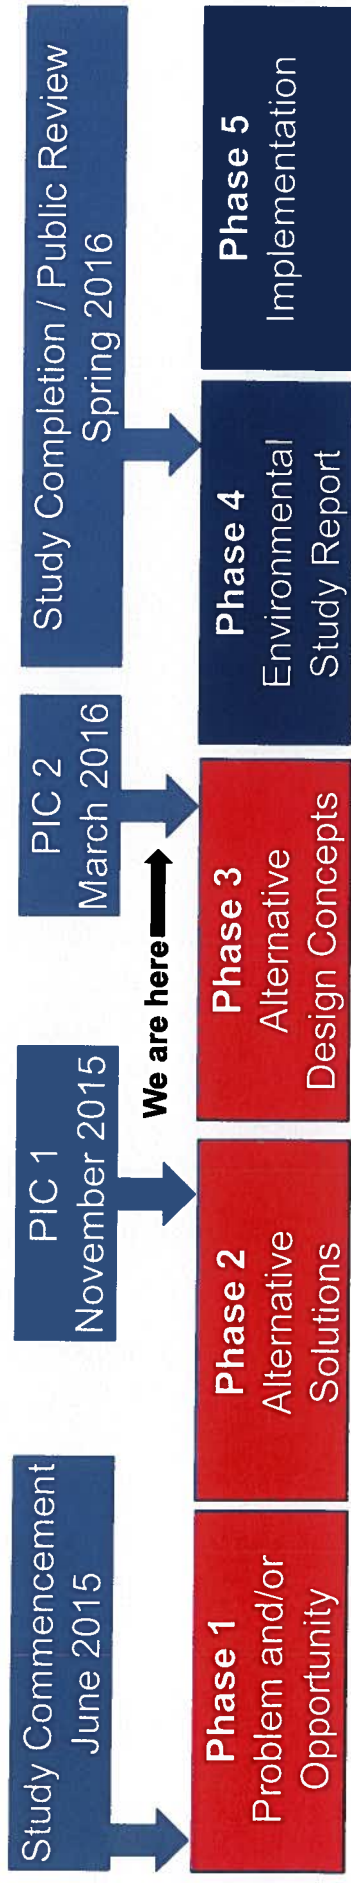 Study Commencement
June 2015
PIC 1
November 2015
PIC 2
March 2016
Study Completion / Public Review
Spring 2016
We are here
Phase 1
Problem and/or
Opportunity
Phase 2
Alternative
Solutions
Phase 3
Alternative
Design Concepts
Phase 4
Environmental
Study Report
Phase 5
Implementation